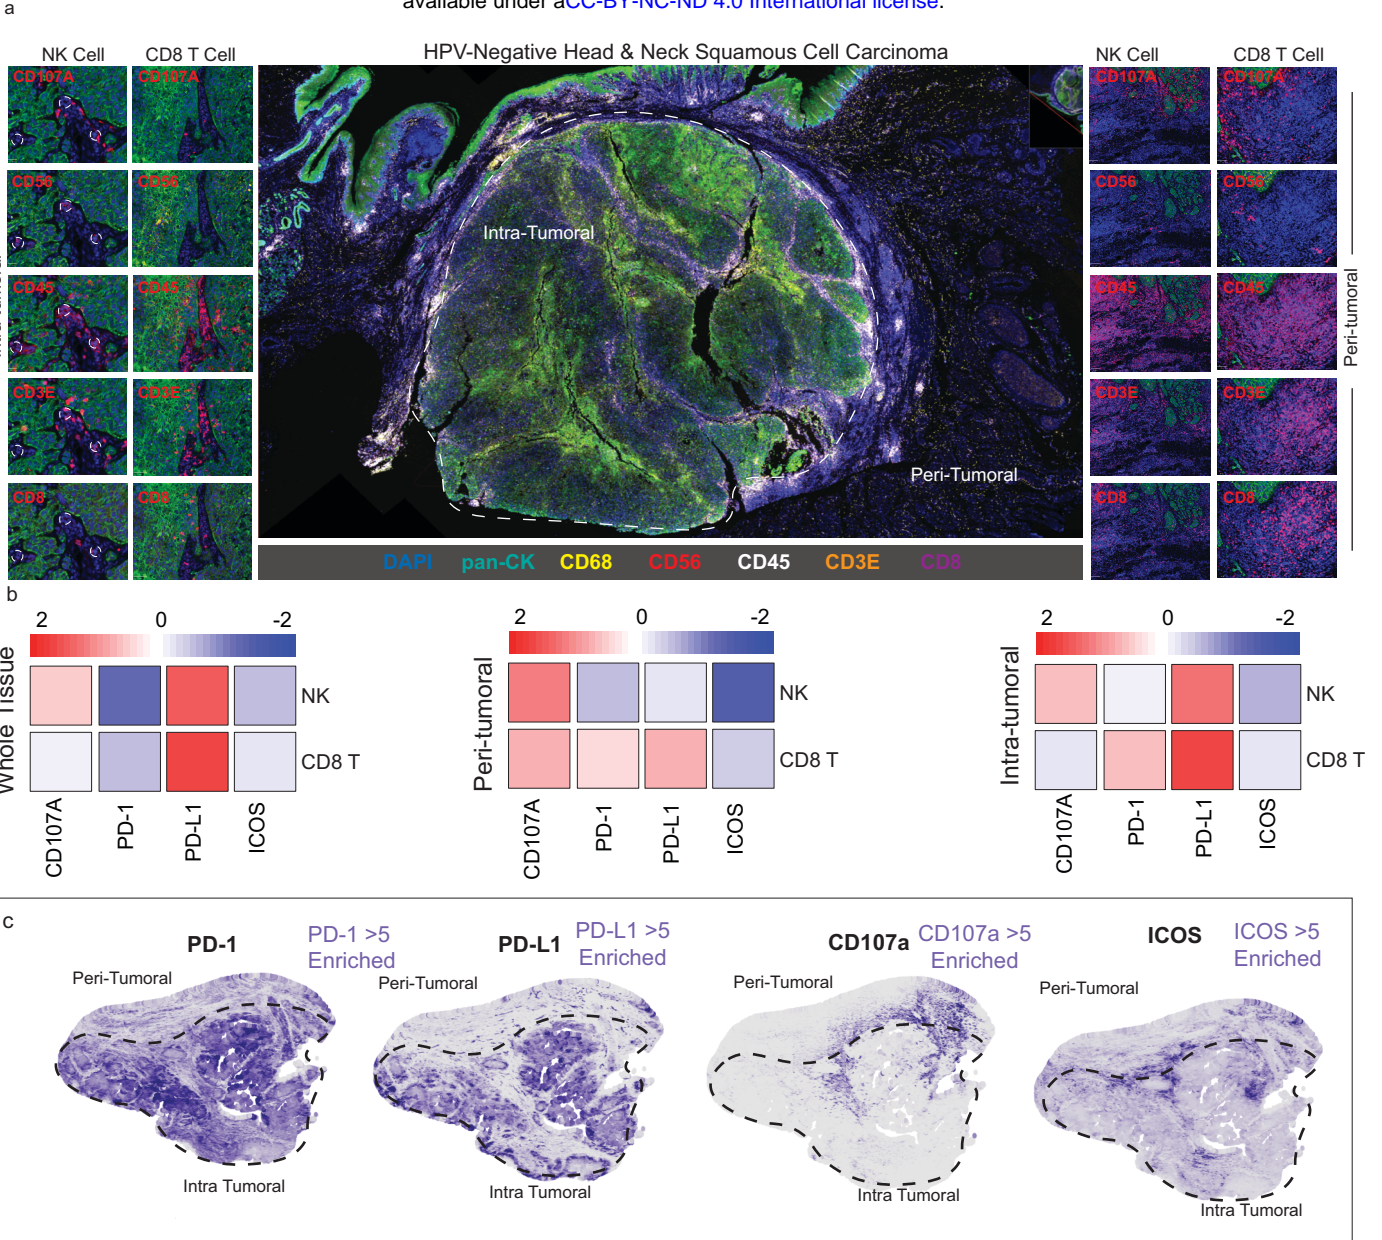 available under aCC-BY-NC-ND 4.0 International license.
a
NK Cell
CD8 T Cell
HPV-Negative Head & Neck Squamous Cell Carcinoma
NK Cell
CD8 T Cell
CD107A
CD107A
CD107A
CD107A
CD56
CD56
CD56
CD56
Intra-Tumoral
CD45
CD45
CD45
CD45
Peri-tumoral
CD3E
CD3E
CD3E
CD3E
Peri-Tumoral
CD8
CD8
CD8
CD8
DAPI pan-CK CD68 CD56 CD45 CD3E CD8
b
2 0 -2
Whole Tissue
NK
CD8 T
CD107A
PD-1
PD-L1
ICOS
2 0 -2
Peri-tumoral
NK
CD8 T
CD107A
PD-1
PD-L1
ICOS
2 0 -2
Intra-tumoral
NK
CD8 T
CD107A
PD-1
PD-L1
ICOS
c
PD-1
PD-1 >5
Enriched
Peri-Tumoral
Intra Tumoral
PD-L1
PD-L1 >5
Enriched
Peri-Tumoral
Intra Tumoral
CD107a
CD107a >5
Enriched
Peri-Tumoral
Intra Tumoral
ICOS
ICOS >5
Enriched
Peri-Tumoral
Intra Tumoral